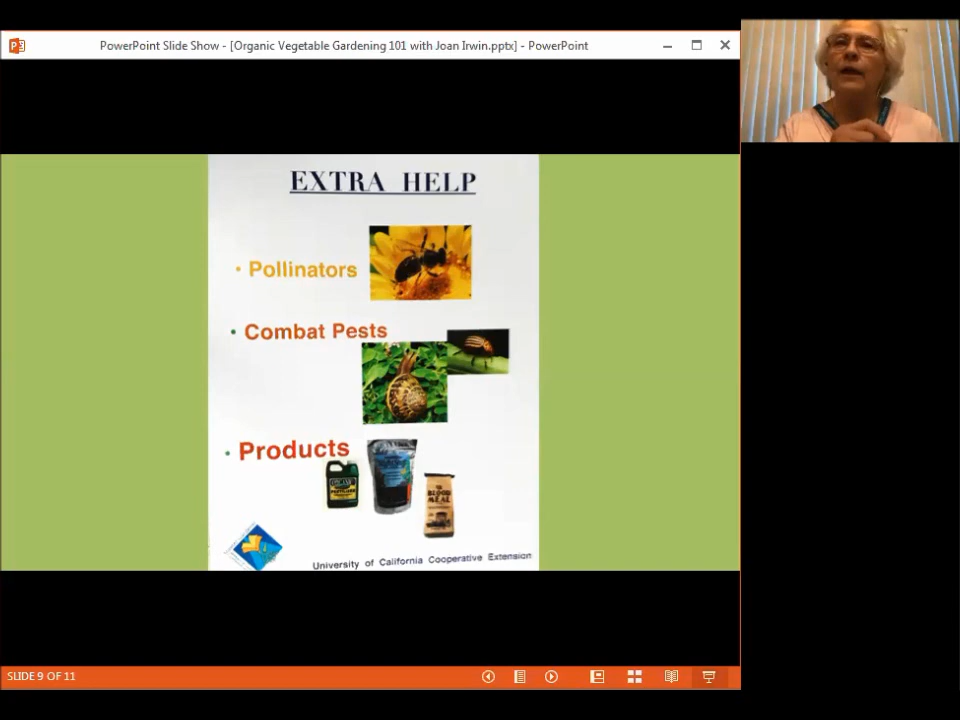 PowerPoint Slide Show - [Organic Vegetable Gardening 101 with Joan Irwin.pptx] - PowerPoint
EXTRA HELP
• Pollinators
• Combat Pests
• Products
BLOOD
MEAL
University of California Cooperative Extension
SLIDE 9 OF 11